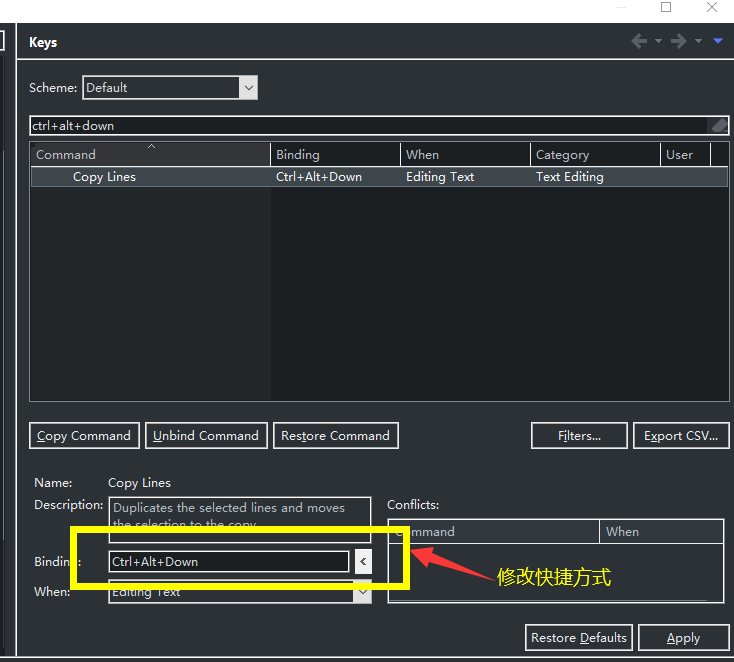 Keys
Scheme: Default
ctrl+alt+down
Command Binding When Category User
Copy Lines Ctrl+Alt+Down Editing Text Text Editing
Copy Command Unbind Command Restore Command Filters... Export CSV...
Name: Copy Lines
Description: Duplicates the selected lines and moves
the selection to the copy
Conflicts:
Command When
Binding: Ctrl+Alt+Down <
修改快捷方式
When: Editing Text
Restore Defaults Apply